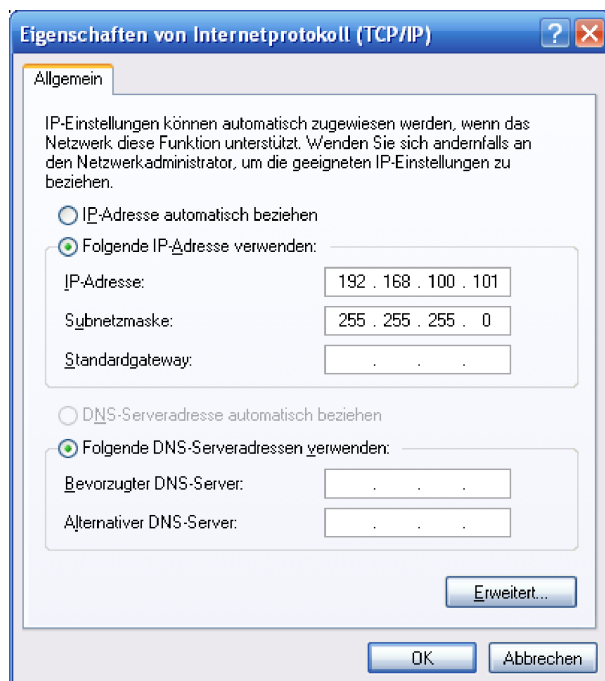 Eigenschaften von Internetprotokoll (TCP/IP)
Allgemein
IP-Einstellungen können automatisch zugewiesen werden, wenn das
Netzwerk diese Funktion unterstützt. Wenden Sie sich andernfalls an
den Netzwerkadministrator, um die geeigneten IP-Einstellungen zu
beziehen.
IP-Adresse automatisch beziehen
Folgende IP-Adresse verwenden:
IP-Adresse: 192 . 168 . 100 . 101
Subnetzmaske: 255 . 255 . 255 . 0
Standardgateway: . . .
DNS-Serveradresse automatisch beziehen
Folgende DNS-Serveradressen verwenden:
Bevorzugter DNS-Server: . . .
Alternativer DNS-Server: . . .
Erweitert...
OK Abbrechen